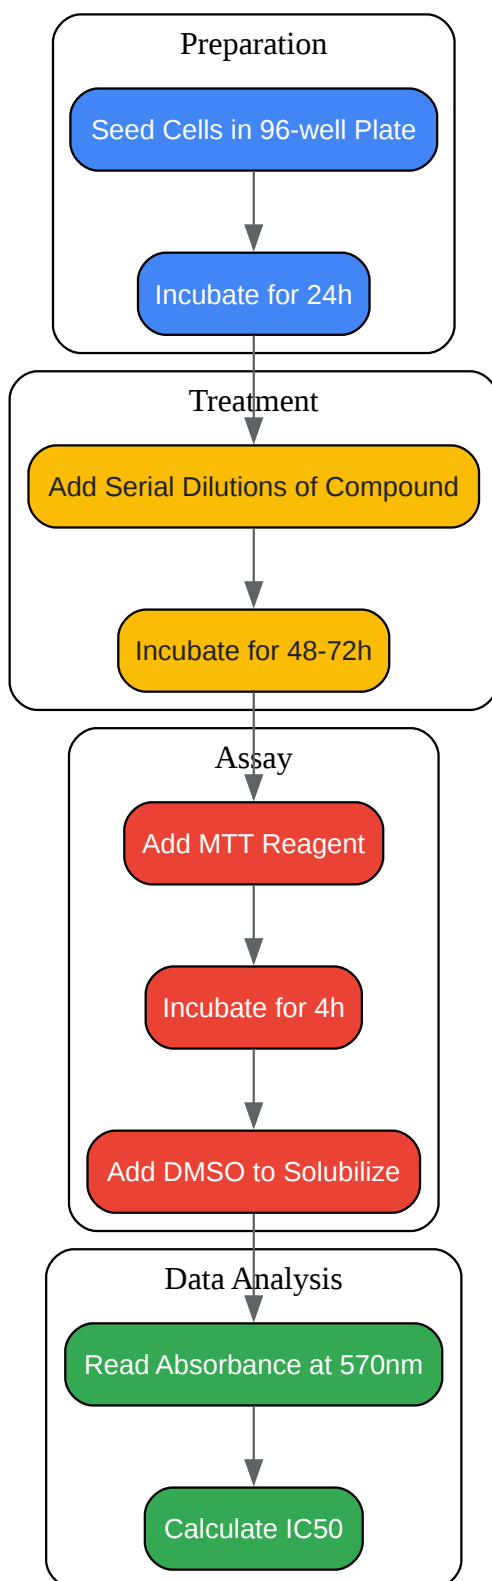 Preparation
Seed Cells in 96-well Plate
Incubate for 24h
Treatment
Add Serial Dilutions of Compound
Incubate for 48-72h
Assay
Add MTT Reagent
Incubate for 4h
Add DMSO to Solubilize
Data Analysis
Read Absorbance at 570nm
Calculate IC50